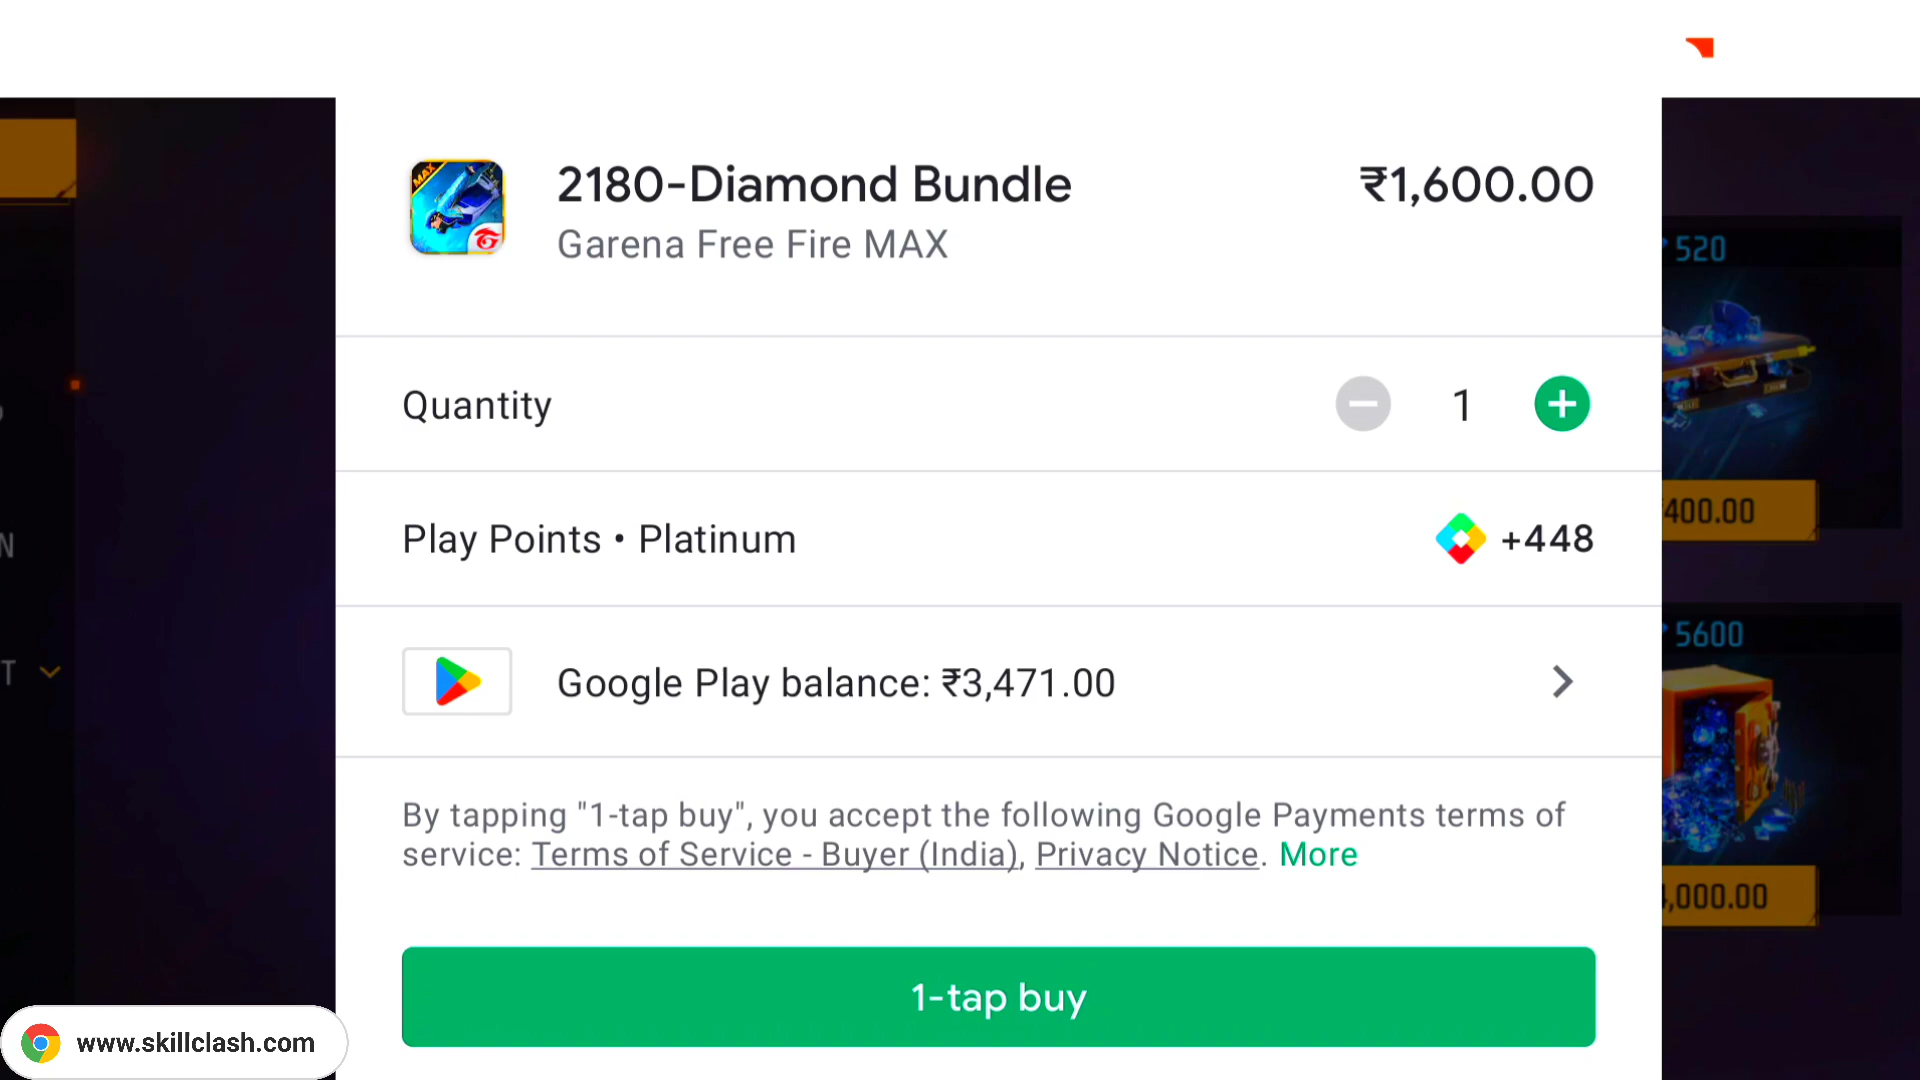 2180-Diamond Bundle ₹1,600.00
Garena Free Fire MAX
MAX
Quantity 1
Play Points • Platinum +448
Google Play balance: ₹3,471.00
By tapping "1-tap buy", you accept the following Google Payments terms of
service: Terms of Service - Buyer (India), Privacy Notice. More
1-tap buy
520
400.00
5600
,000.00
N
T
www.skillclash.com